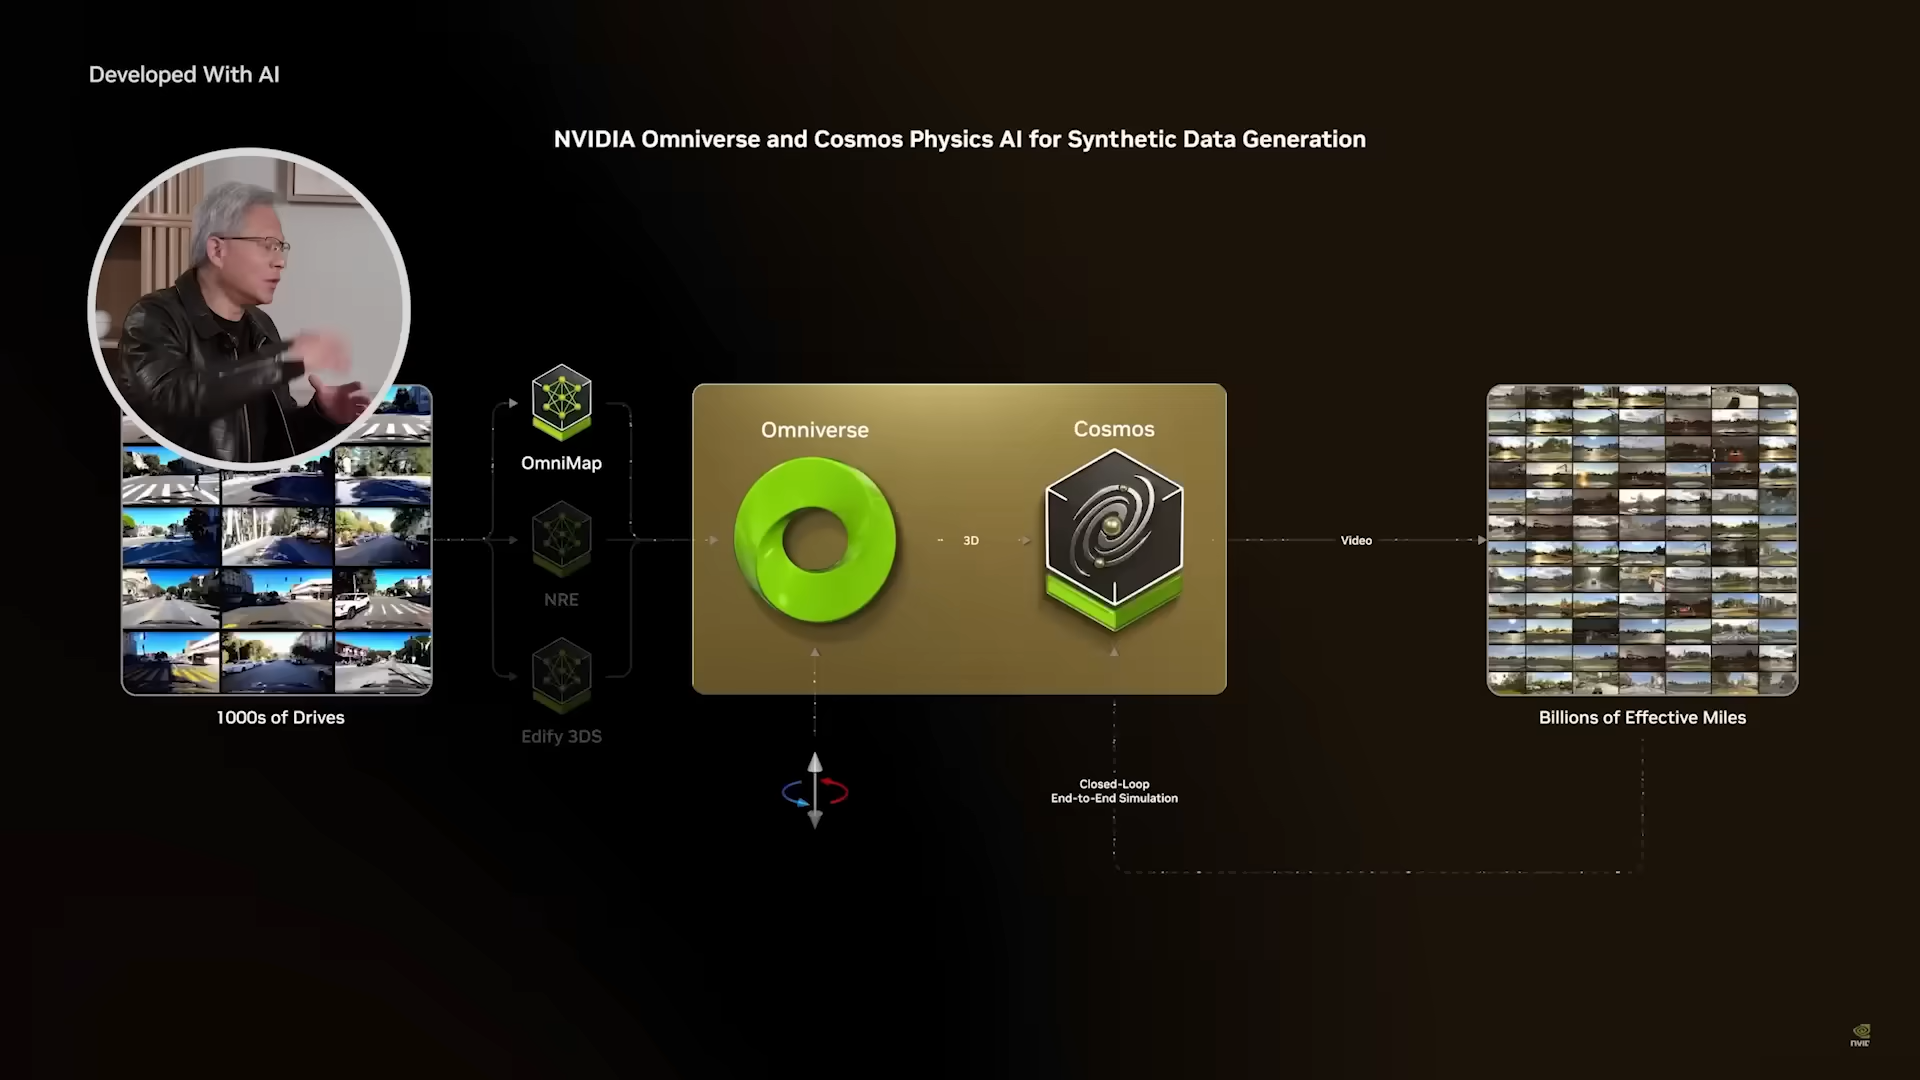 Developed With AI
NVIDIA Omniverse and Cosmos Physics AI for Synthetic Data Generation
OmniMap
NRE
Edify 3DS
1000s of Drives
Omniverse
3D
Cosmos
Video
Closed-Loop
End-to-End Simulation
Billions of Effective Miles